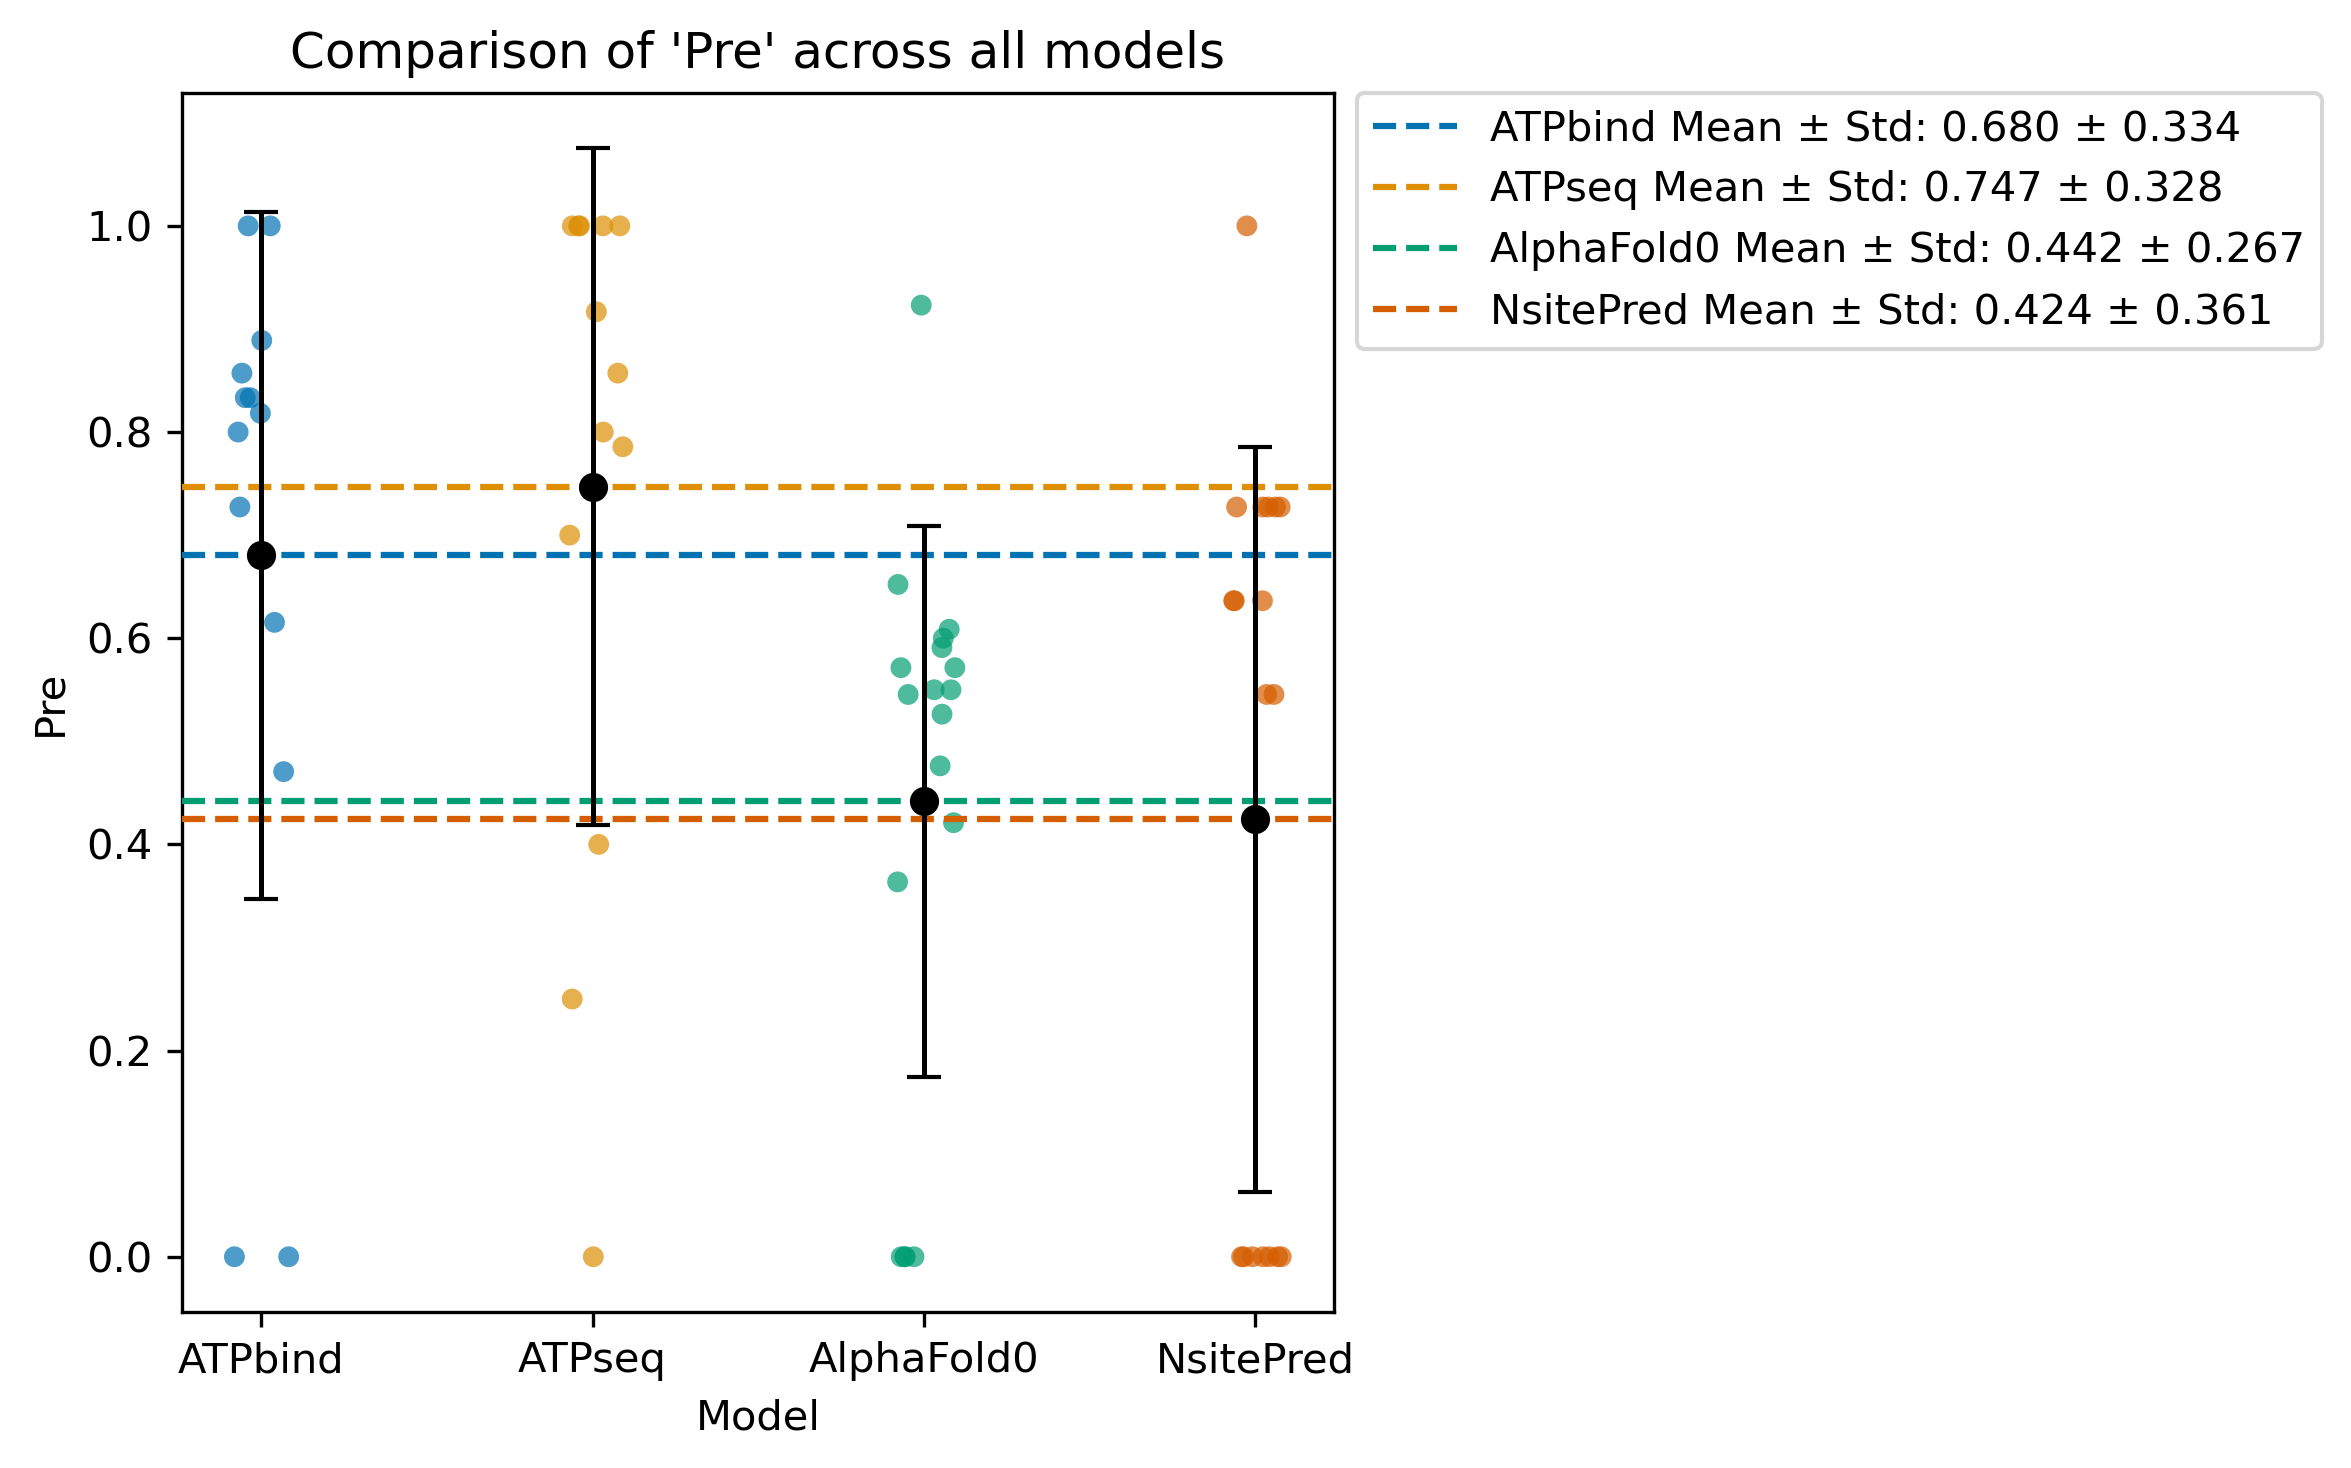 Comparison of 'Pre' across all models
ATPbind Mean ± Std: 0.680 ± 0.334
ATPseq Mean ± Std: 0.747 ± 0.328
AlphaFold0 Mean ± Std: 0.442 ± 0.267
NsitePred Mean ± Std: 0.424 ± 0.361
Pre
1.0
0.8
0.6
0.4
0.2
0.0
ATPbind ATPseq AlphaFold0 NsitePred
Model